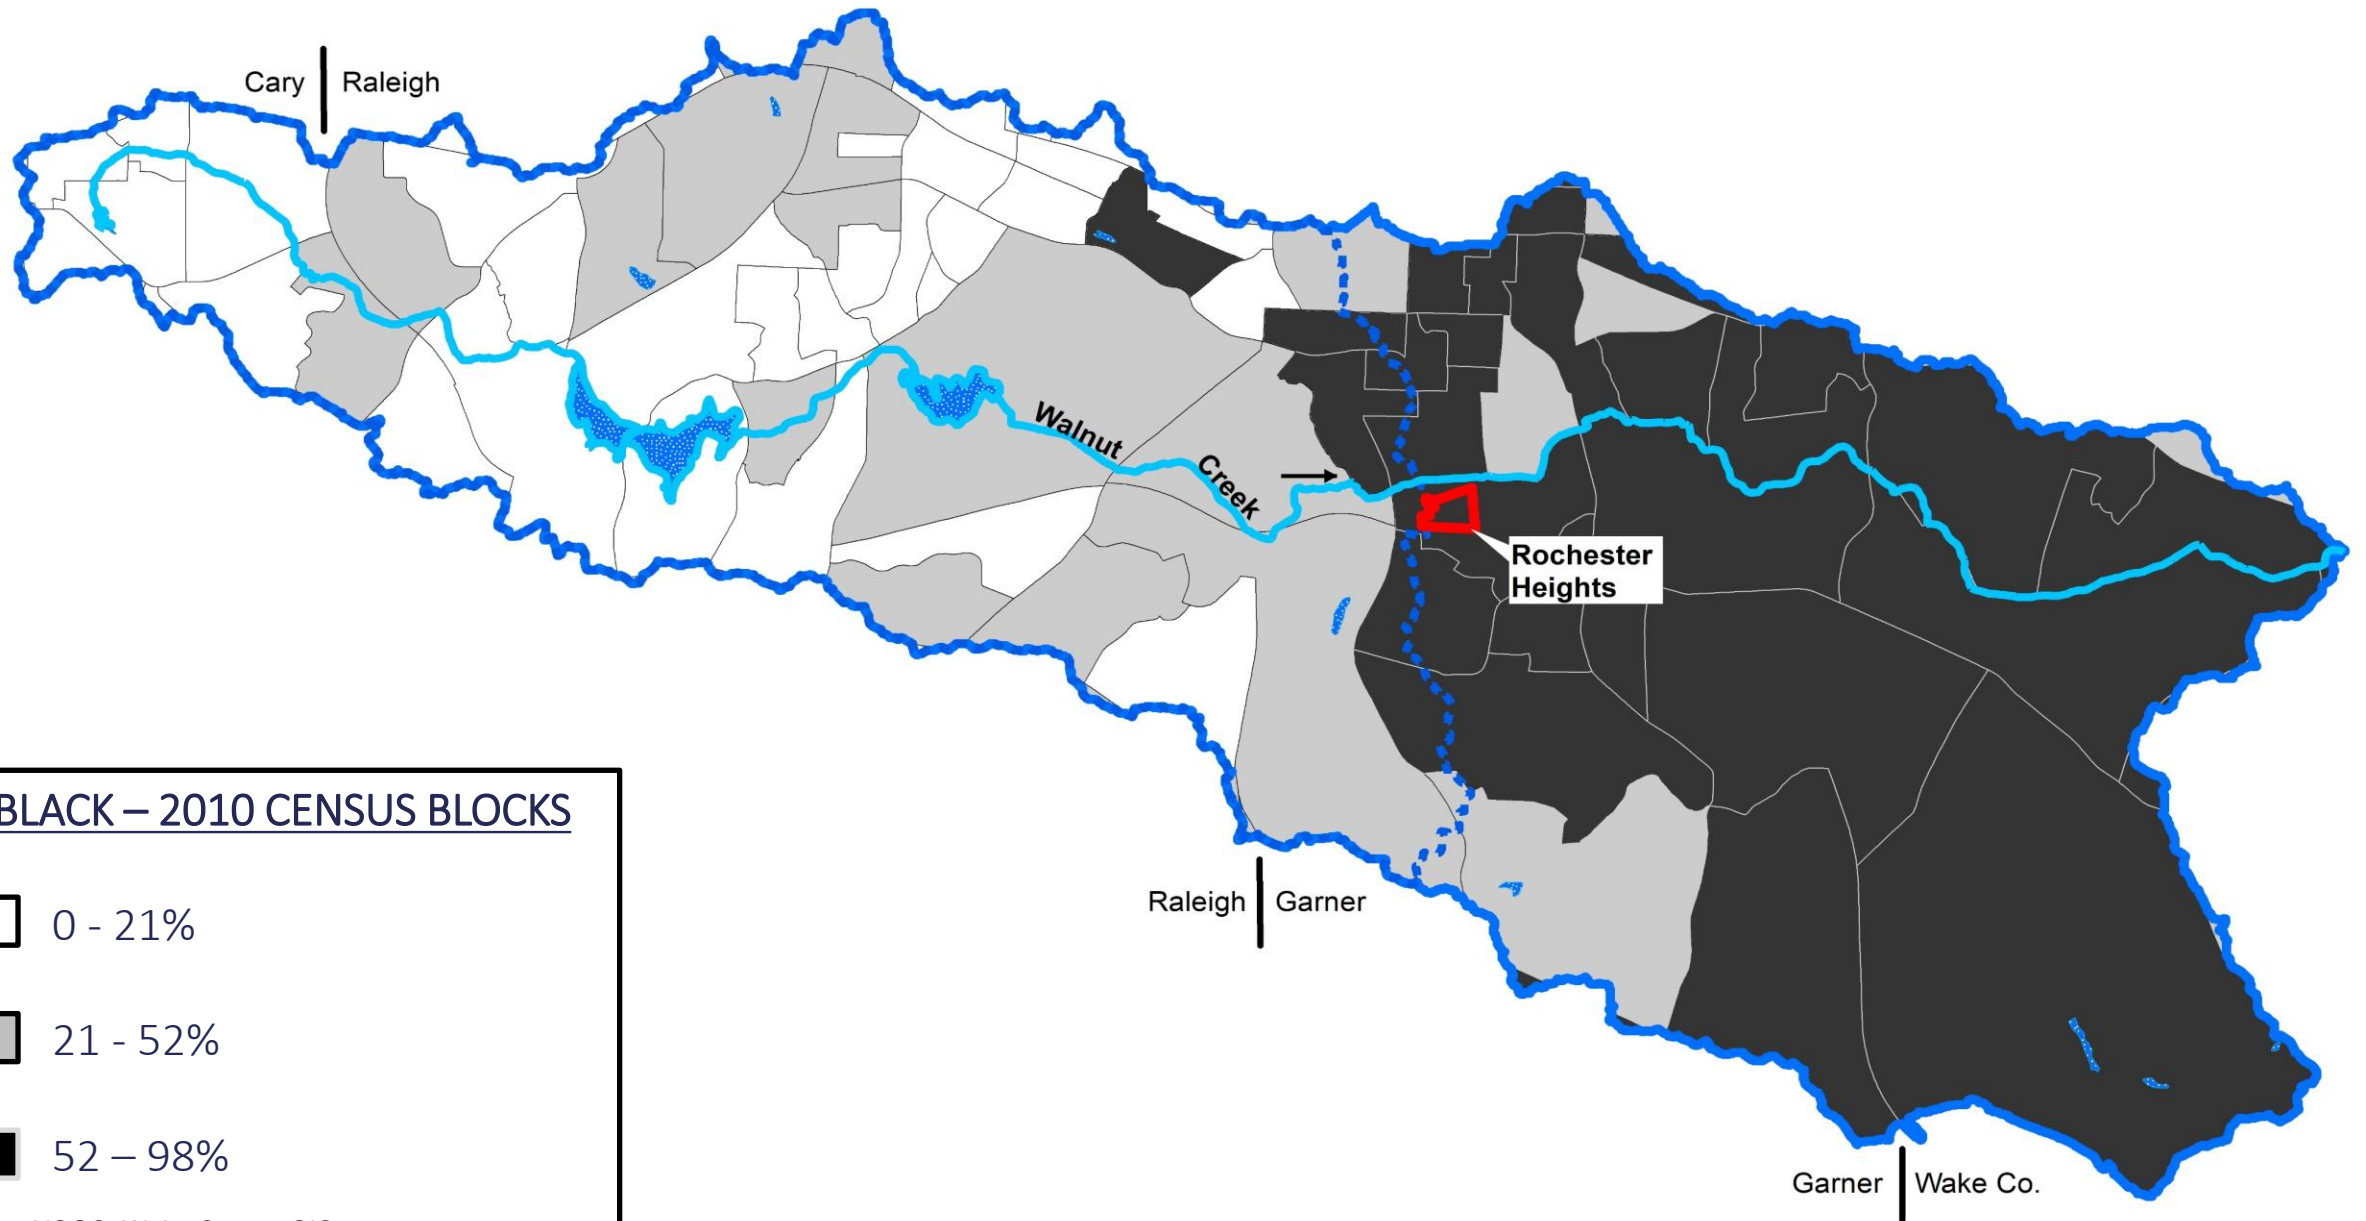 Cary Raleigh
Walnut
Creek
Rochester
Heights
BLACK – 2010 CENSUS BLOCKS
0 - 21%
21 - 52%
52 – 98%
Raleigh Garner
Garner Wake Co.